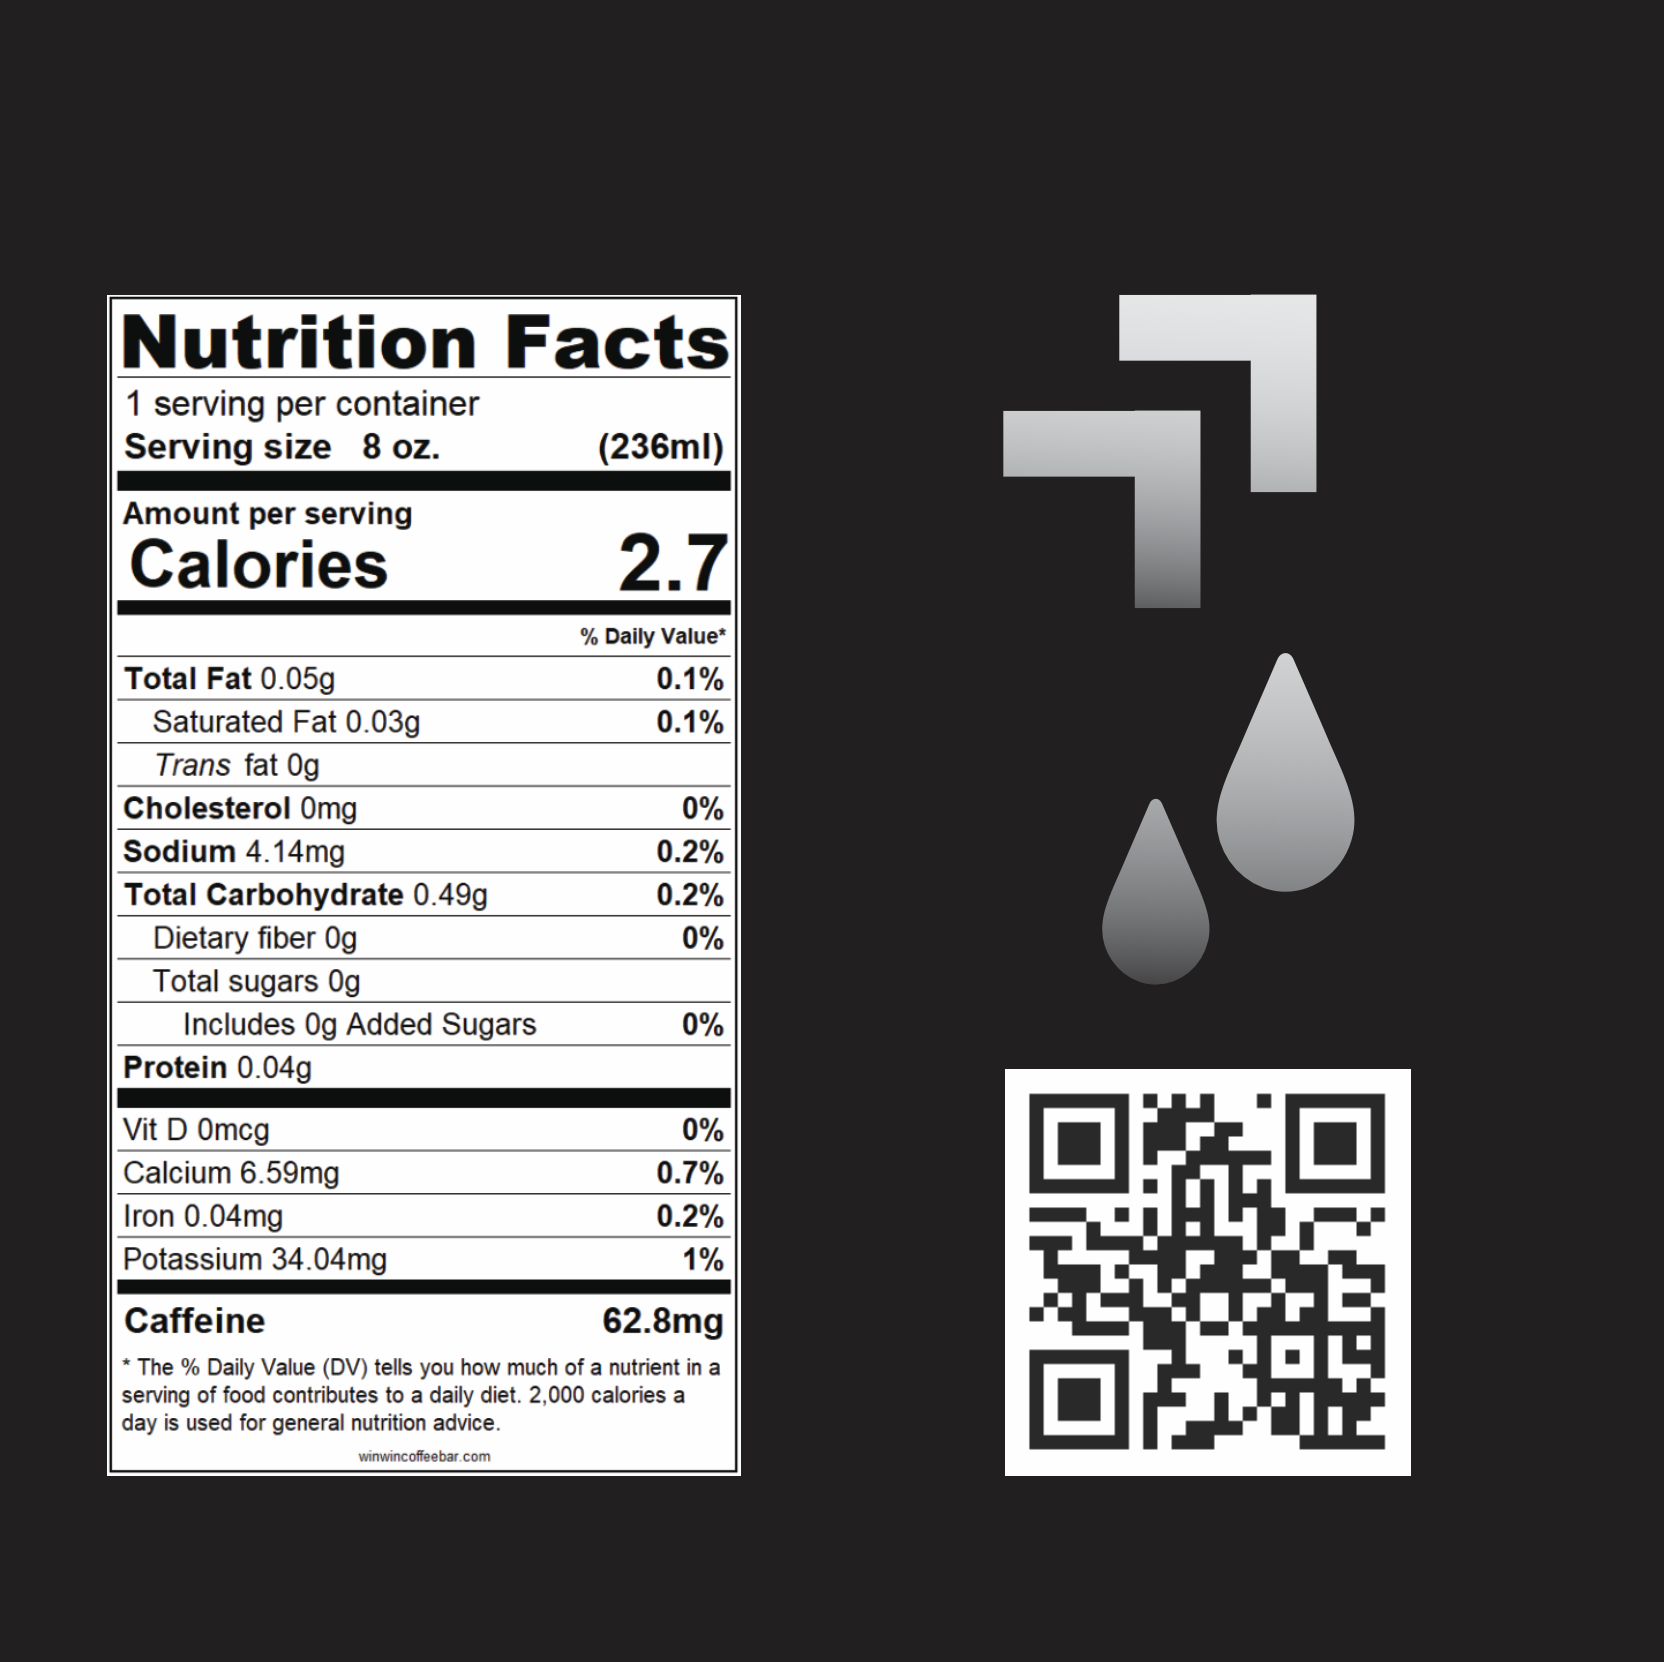 Nutrition Facts
1 serving per container
Serving size 8 oz. (236ml)
Amount per serving
Calories 2.7
% Daily Value*
Total Fat 0.05g 0.1%
Saturated Fat 0.03g 0.1%
Trans fat 0g
Cholesterol 0mg 0%
Sodium 4.14mg 0.2%
Total Carbohydrate 0.49g 0.2%
Dietary fiber 0g 0%
Total sugars 0g
Includes 0g Added Sugars 0%
Protein 0.04g
Vit D 0mcg 0%
Calcium 6.59mg 0.7%
Iron 0.04mg 0.2%
Potassium 34.04mg 1%
Caffeine 62.8mg
* The % Daily Value (DV) tells you how much of a nutrient in a
serving of food contributes to a daily diet. 2,000 calories a
day is used for general nutrition advice.
winwincoffeebar.com